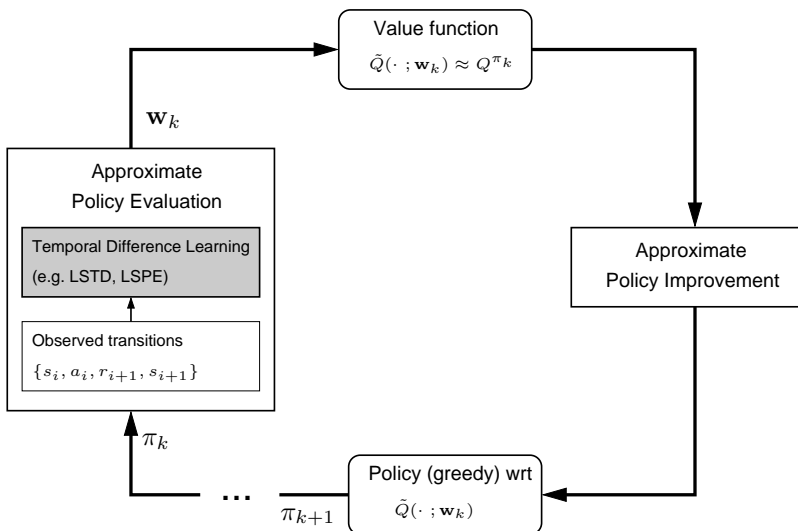 Value function
Q̃(· ; w_k) ≈ Q^{π_k}
w_k
Approximate
Policy Evaluation
Temporal Difference Learning
(e.g. LSTD, LSPE)
Observed transitions
{s_i, a_i, r_{i+1}, s_{i+1}}
Approximate
Policy Improvement
π_k
...
π_{k+1}
Policy (greedy) wrt
Q̃(· ; w_k)